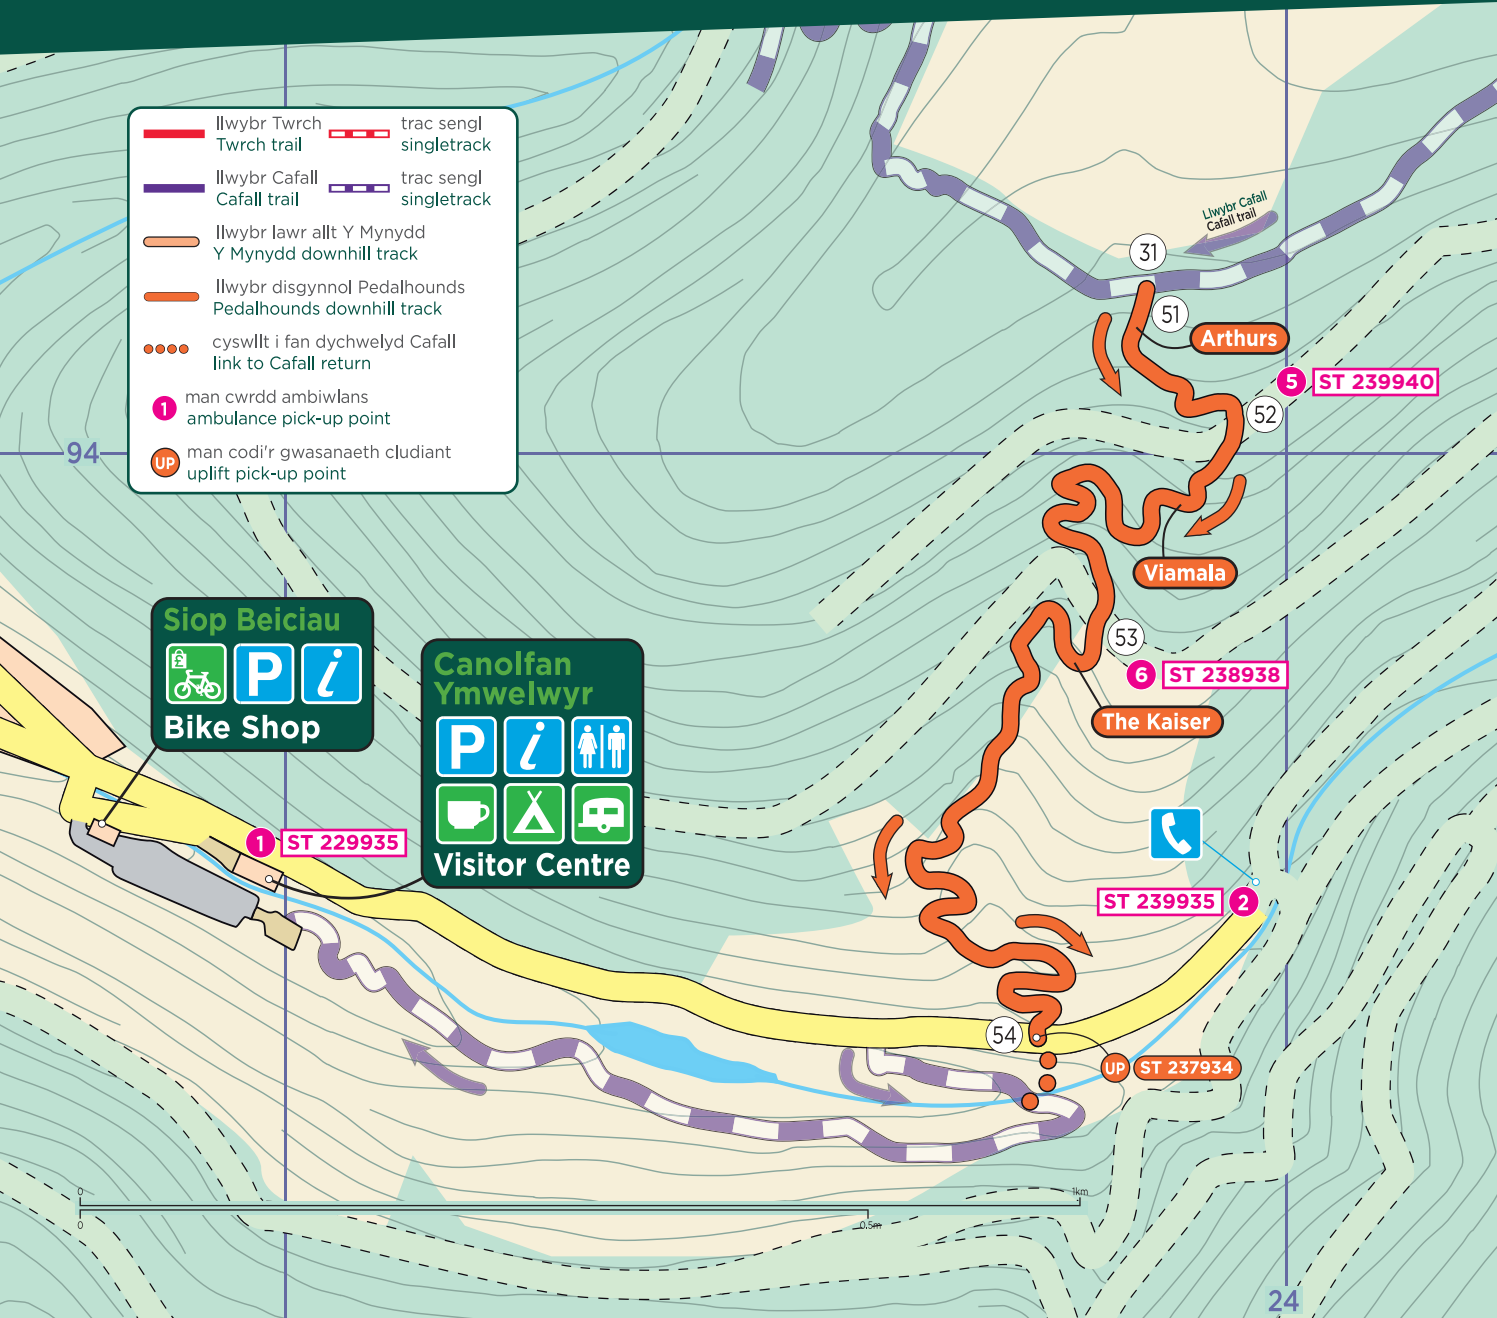 llwybr Twrch
Twrch trail
trac sengl
singletrack
llwybr Cafall
Cafall trail
trac sengl
singletrack
llwybr lawr allt Y Mynydd
Y Mynydd downhill track
llwybr disgynnol Pedalhounds
Pedalhounds downhill track
cyswllt i fan dychwelyd Cafall
link to Cafall return
1
man cwrdd ambiwlans
ambulance pick-up point
UP
man codi'r gwasanaeth cludiant
uplift pick-up point
94
Llwybr Cafall
Cafall trail
31
51
Arthurs
5 ST 239940
52
Viamala
53
6 ST 238938
The Kaiser
Siop Beiciau
£
P i
Bike Shop
Canolfan
Ymwelwyr
P i
Visitor Centre
1 ST 229935
ST 239935 2
54
UP ST 237934
0
1km
0
0.5m
24